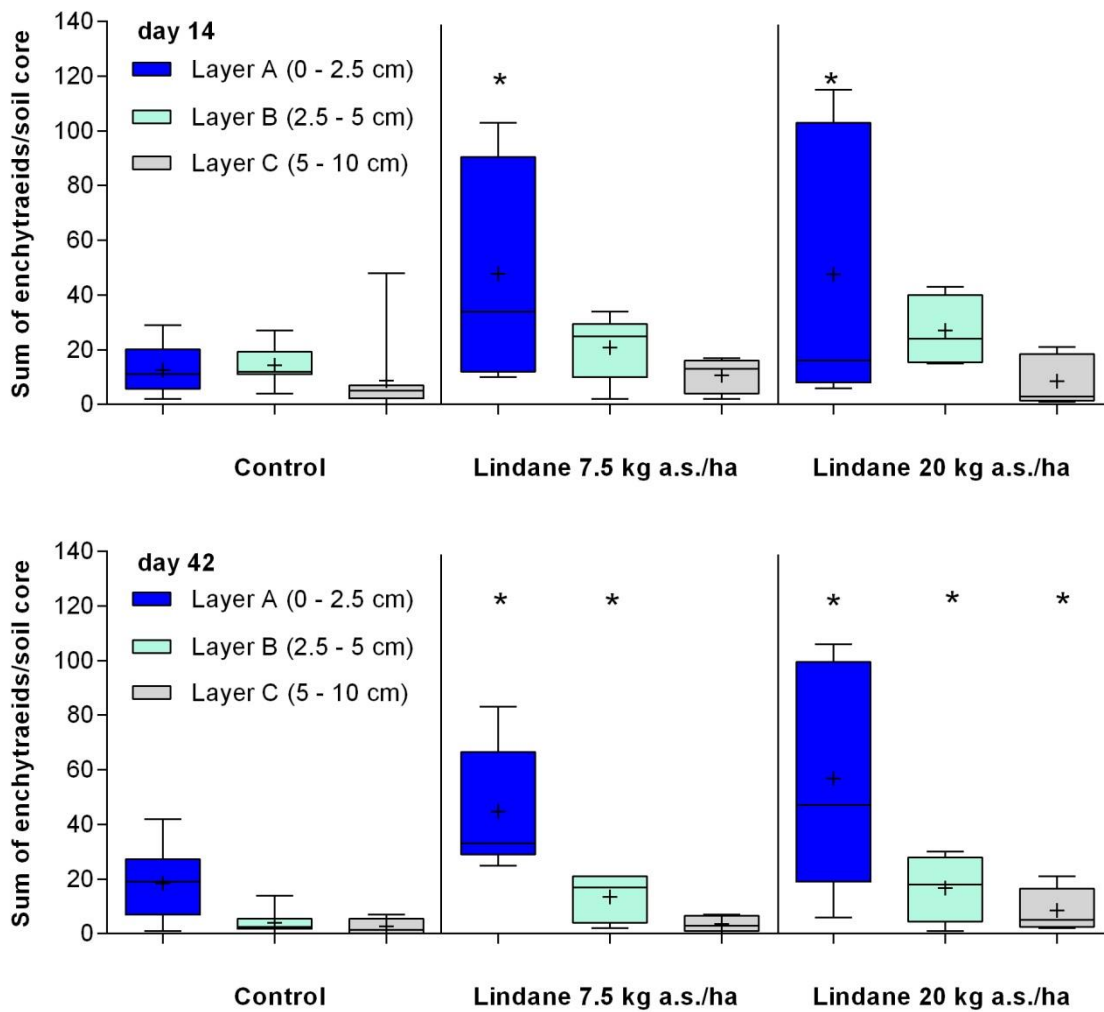 Sum of enchytraeids/soil core
140
120
100
80
60
40
20
0
day 14
Layer A (0 - 2.5 cm)
Layer B (2.5 - 5 cm)
Layer C (5 - 10 cm)
*
*
Control
Lindane 7.5 kg a.s./ha
Lindane 20 kg a.s./ha
Sum of enchytraeids/soil core
140
120
100
80
60
40
20
0
day 42
Layer A (0 - 2.5 cm)
Layer B (2.5 - 5 cm)
Layer C (5 - 10 cm)
* *
* * *
Control
Lindane 7.5 kg a.s./ha
Lindane 20 kg a.s./ha